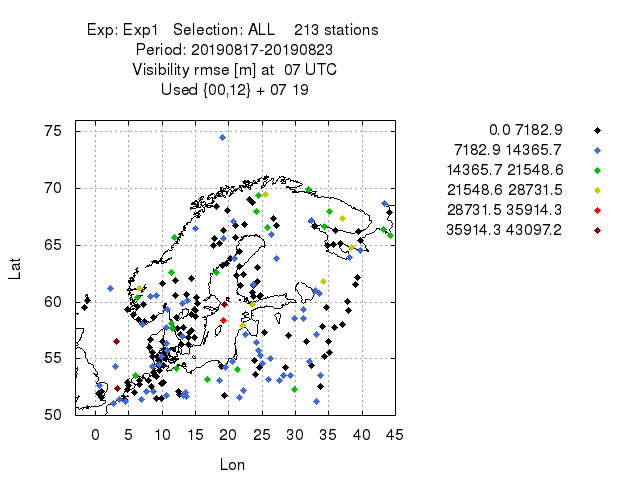 Exp: Exp1 Selection: ALL 213 stations
Period: 20190817-20190823
Visibility rmse [m] at 07 UTC
Used {00,12} + 07 19
0.0 7182.9
7182.9 14365.7
14365.7 21548.6
21548.6 28731.5
28731.5 35914.3
35914.3 43097.2
75
70
65
60
55
50
Lat
0 5 10 15 20 25 30 35 40 45
Lon